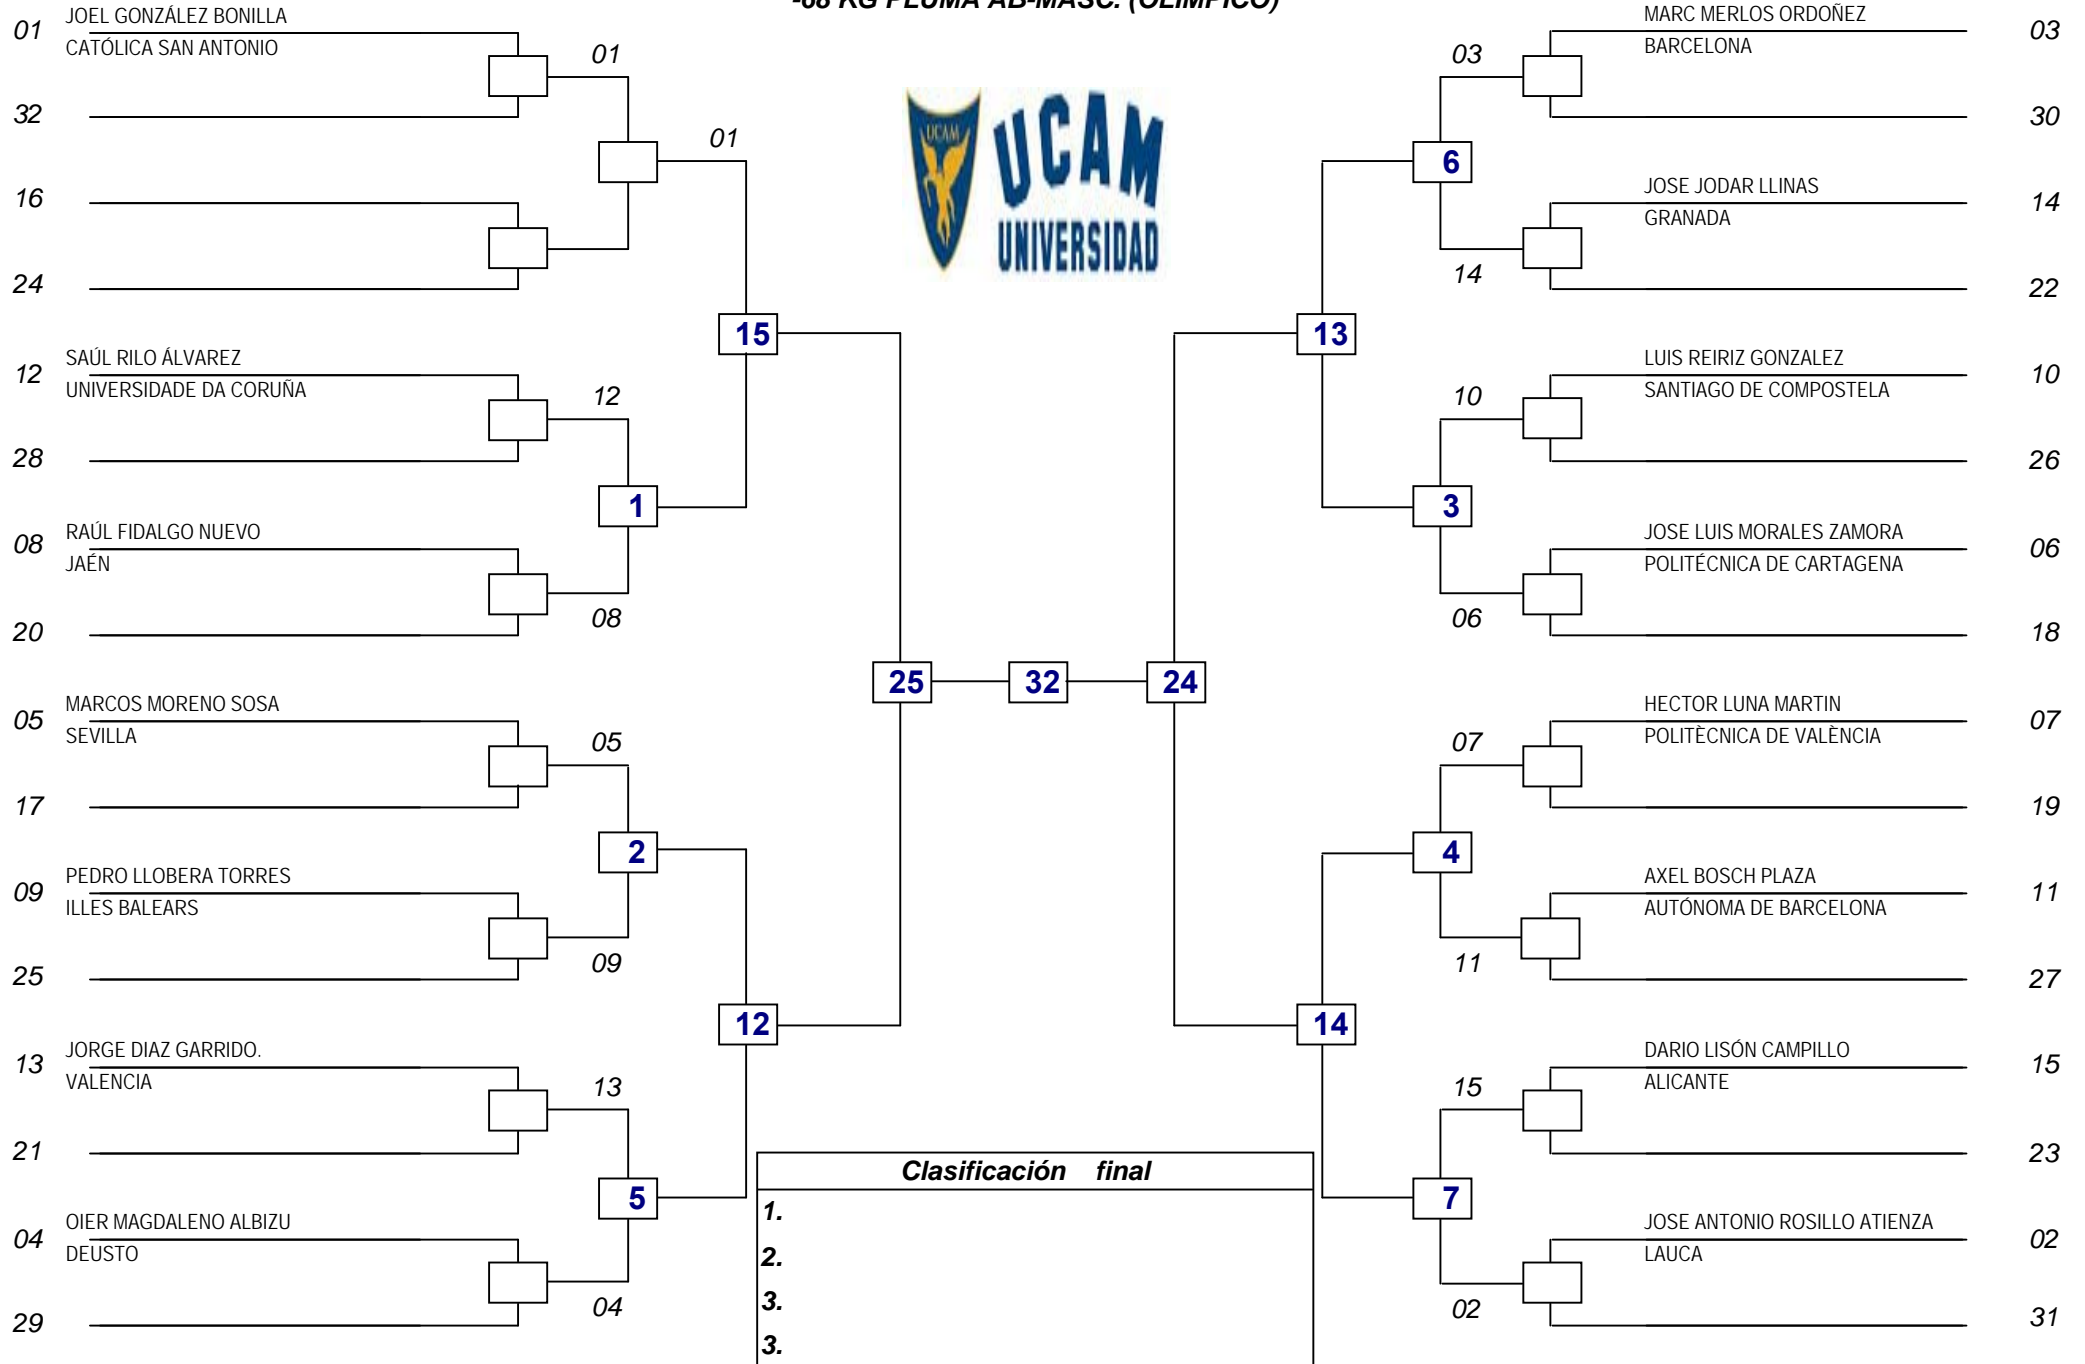 -68 KG PLUMA AB-MASC. (OLÍMPICO)
01 JOEL GONZÁLEZ BONILLA
CATÓLICA SAN ANTONIO
01
32
01
16
24
15
12 SAÚL RILO ÁLVAREZ
UNIVERSIDADE DA CORUÑA
12
28
1
08 RAÚL FIDALGO NUEVO
JAÉN
08
20
05 MARCOS MORENO SOSA
SEVILLA
05
17
2
09 PEDRO LLOBERA TORRES
ILLES BALEARS
09
25
12
13 JORGE DIAZ GARRIDO.
VALENCIA
13
21
5
04 OIER MAGDALENO ALBIZU
DEUSTO
04
29
UCAM
UCAM
UNIVERSIDAD
25 32 24
Clasificación final
1.
2.
3.
3.
MARC MERLOS ORDOÑEZ 03
BARCELONA
03
30
6
JOSE JODAR LLINAS 14
GRANADA
14
22
13
LUIS REIRIZ GONZALEZ 10
SANTIAGO DE COMPOSTELA
10
26
3
JOSE LUIS MORALES ZAMORA 06
POLITÉCNICA DE CARTAGENA
06
18
HECTOR LUNA MARTIN 07
POLITÈCNICA DE VALÈNCIA
07
19
4
AXEL BOSCH PLAZA 11
AUTÓNOMA DE BARCELONA
11
27
14
DARIO LISÓN CAMPILLO 15
ALICANTE
15
23
7
JOSE ANTONIO ROSILLO ATIENZA 02
LAUCA
02
31